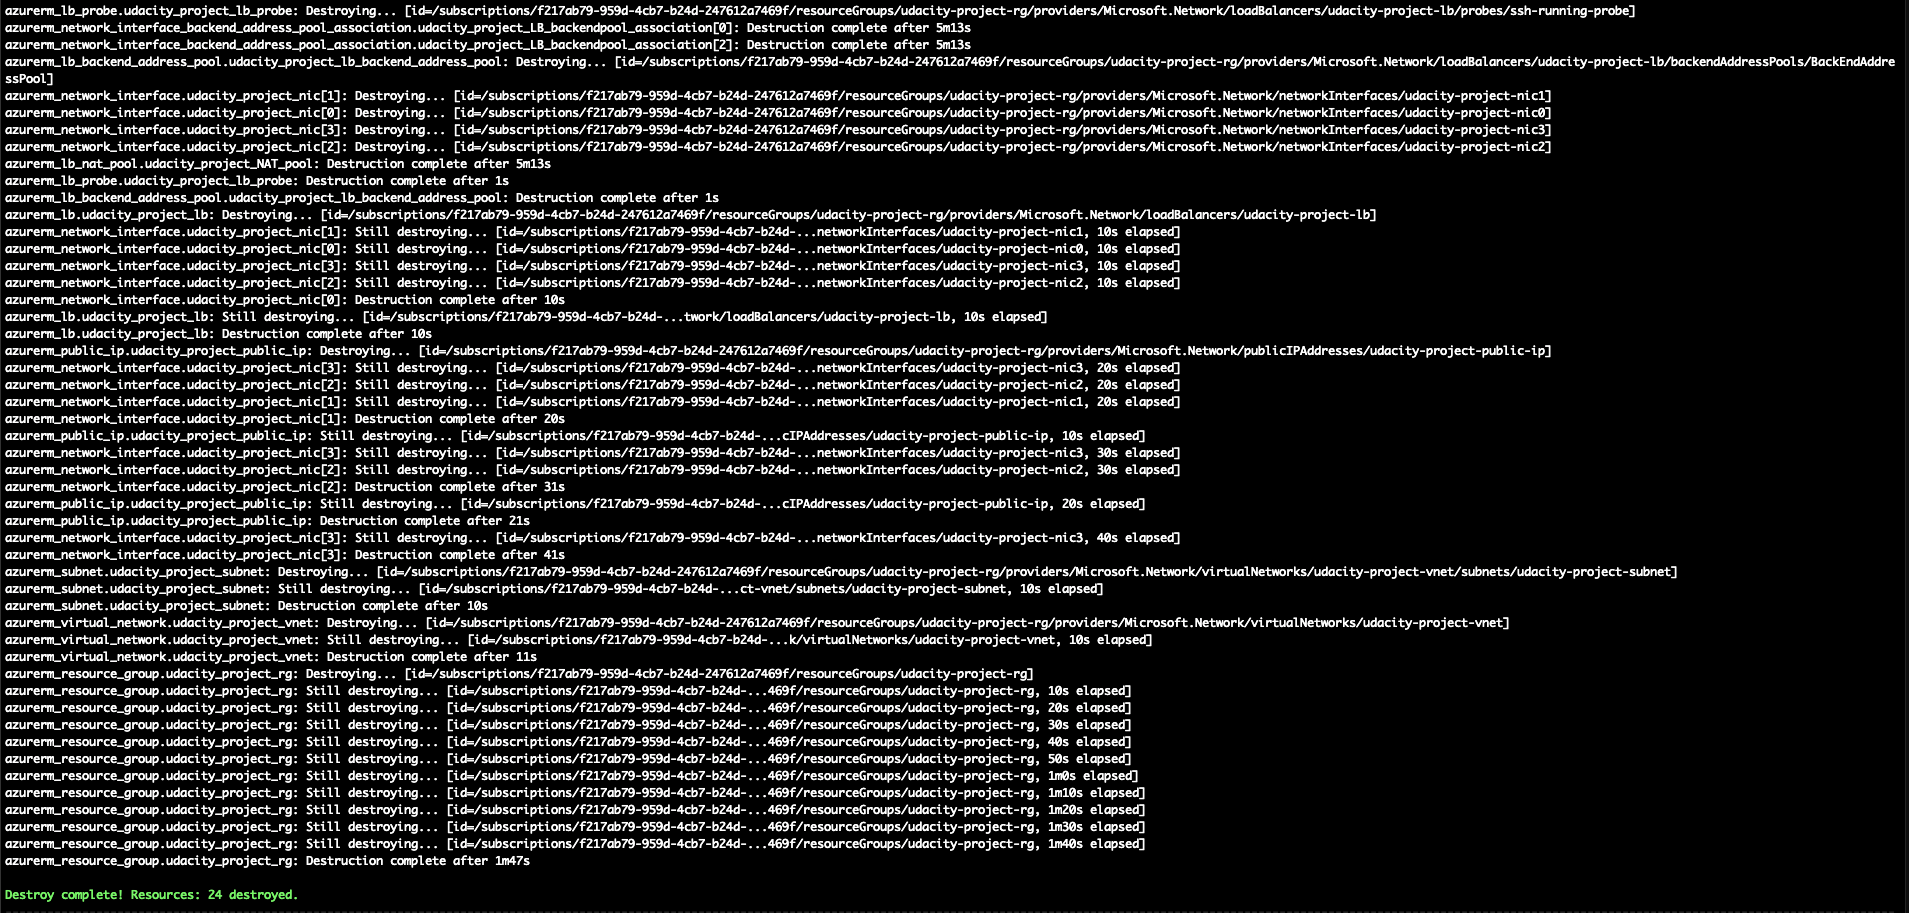 azurerm_lb_probe.udacity_project_lb_probe: Destroying... [id=/subscriptions/f217ab79-959d-4cb7-b24d-247612a7469f/resourceGroups/udacity-project-rg/providers/Microsoft.Network/loadBalancers/udacity-project-lb/probes/ssh-running-probe]
azurerm_network_interface_backend_address_pool_association.udacity_project_LB_backendpool_association[0]: Destruction complete after 5m13s
azurerm_network_interface_backend_address_pool_association.udacity_project_LB_backendpool_association[2]: Destruction complete after 5m13s
azurerm_lb_backend_address_pool.udacity_project_lb_backend_address_pool: Destroying... [id=/subscriptions/f217ab79-959d-4cb7-b24d-247612a7469f/resourceGroups/udacity-project-rg/providers/Microsoft.Network/loadBalancers/udacity-project-lb/backendAddressPools/BackEndAddre
ssPool]
azurerm_network_interface.udacity_project_nic[1]: Destroying... [id=/subscriptions/f217ab79-959d-4cb7-b24d-247612a7469f/resourceGroups/udacity-project-rg/providers/Microsoft.Network/networkInterfaces/udacity-project-nic1]
azurerm_network_interface.udacity_project_nic[0]: Destroying... [id=/subscriptions/f217ab79-959d-4cb7-b24d-247612a7469f/resourceGroups/udacity-project-rg/providers/Microsoft.Network/networkInterfaces/udacity-project-nic0]
azurerm_network_interface.udacity_project_nic[3]: Destroying... [id=/subscriptions/f217ab79-959d-4cb7-b24d-247612a7469f/resourceGroups/udacity-project-rg/providers/Microsoft.Network/networkInterfaces/udacity-project-nic3]
azurerm_network_interface.udacity_project_nic[2]: Destroying... [id=/subscriptions/f217ab79-959d-4cb7-b24d-247612a7469f/resourceGroups/udacity-project-rg/providers/Microsoft.Network/networkInterfaces/udacity-project-nic2]
azurerm_lb_nat_pool.udacity_project_NAT_pool: Destruction complete after 5m13s
azurerm_lb_probe.udacity_project_lb_probe: Destruction complete after 1s
azurerm_lb_backend_address_pool.udacity_project_lb_backend_address_pool: Destruction complete after 1s
azurerm_lb.udacity_project_lb: Destroying... [id=/subscriptions/f217ab79-959d-4cb7-b24d-247612a7469f/resourceGroups/udacity-project-rg/providers/Microsoft.Network/loadBalancers/udacity-project-lb]
azurerm_network_interface.udacity_project_nic[1]: Still destroying... [id=/subscriptions/f217ab79-959d-4cb7-b24d-...networkInterfaces/udacity-project-nic1, 10s elapsed]
azurerm_network_interface.udacity_project_nic[0]: Still destroying... [id=/subscriptions/f217ab79-959d-4cb7-b24d-...networkInterfaces/udacity-project-nic0, 10s elapsed]
azurerm_network_interface.udacity_project_nic[3]: Still destroying... [id=/subscriptions/f217ab79-959d-4cb7-b24d-...networkInterfaces/udacity-project-nic3, 10s elapsed]
azurerm_network_interface.udacity_project_nic[2]: Still destroying... [id=/subscriptions/f217ab79-959d-4cb7-b24d-...networkInterfaces/udacity-project-nic2, 10s elapsed]
azurerm_network_interface.udacity_project_nic[0]: Destruction complete after 10s
azurerm_lb.udacity_project_lb: Still destroying... [id=/subscriptions/f217ab79-959d-4cb7-b24d-...twork/loadBalancers/udacity-project-lb, 10s elapsed]
azurerm_lb.udacity_project_lb: Destruction complete after 10s
azurerm_public_ip.udacity_project_public_ip: Destroying... [id=/subscriptions/f217ab79-959d-4cb7-b24d-247612a7469f/resourceGroups/udacity-project-rg/providers/Microsoft.Network/publicIPAddresses/udacity-project-public-ip]
azurerm_network_interface.udacity_project_nic[3]: Still destroying... [id=/subscriptions/f217ab79-959d-4cb7-b24d-...networkInterfaces/udacity-project-nic3, 20s elapsed]
azurerm_network_interface.udacity_project_nic[2]: Still destroying... [id=/subscriptions/f217ab79-959d-4cb7-b24d-...networkInterfaces/udacity-project-nic2, 20s elapsed]
azurerm_network_interface.udacity_project_nic[1]: Still destroying... [id=/subscriptions/f217ab79-959d-4cb7-b24d-...networkInterfaces/udacity-project-nic1, 20s elapsed]
azurerm_network_interface.udacity_project_nic[1]: Destruction complete after 20s
azurerm_public_ip.udacity_project_public_ip: Still destroying... [id=/subscriptions/f217ab79-959d-4cb7-b24d-...cIPAddresses/udacity-project-public-ip, 10s elapsed]
azurerm_network_interface.udacity_project_nic[3]: Still destroying... [id=/subscriptions/f217ab79-959d-4cb7-b24d-...networkInterfaces/udacity-project-nic3, 30s elapsed]
azurerm_network_interface.udacity_project_nic[2]: Still destroying... [id=/subscriptions/f217ab79-959d-4cb7-b24d-...networkInterfaces/udacity-project-nic2, 30s elapsed]
azurerm_network_interface.udacity_project_nic[2]: Destruction complete after 31s
azurerm_public_ip.udacity_project_public_ip: Still destroying... [id=/subscriptions/f217ab79-959d-4cb7-b24d-...cIPAddresses/udacity-project-public-ip, 20s elapsed]
azurerm_public_ip.udacity_project_public_ip: Destruction complete after 21s
azurerm_network_interface.udacity_project_nic[3]: Still destroying... [id=/subscriptions/f217ab79-959d-4cb7-b24d-...networkInterfaces/udacity-project-nic3, 40s elapsed]
azurerm_network_interface.udacity_project_nic[3]: Destruction complete after 41s
azurerm_subnet.udacity_project_subnet: Destroying... [id=/subscriptions/f217ab79-959d-4cb7-b24d-247612a7469f/resourceGroups/udacity-project-rg/providers/Microsoft.Network/virtualNetworks/udacity-project-vnet/subnets/udacity-project-subnet]
azurerm_subnet.udacity_project_subnet: Still destroying... [id=/subscriptions/f217ab79-959d-4cb7-b24d-...ct-vnet/subnets/udacity-project-subnet, 10s elapsed]
azurerm_subnet.udacity_project_subnet: Destruction complete after 10s
azurerm_virtual_network.udacity_project_vnet: Destroying... [id=/subscriptions/f217ab79-959d-4cb7-b24d-247612a7469f/resourceGroups/udacity-project-rg/providers/Microsoft.Network/virtualNetworks/udacity-project-vnet]
azurerm_virtual_network.udacity_project_vnet: Still destroying... [id=/subscriptions/f217ab79-959d-4cb7-b24d-...k/virtualNetworks/udacity-project-vnet, 10s elapsed]
azurerm_virtual_network.udacity_project_vnet: Destruction complete after 11s
azurerm_resource_group.udacity_project_rg: Destroying... [id=/subscriptions/f217ab79-959d-4cb7-b24d-247612a7469f/resourceGroups/udacity-project-rg]
azurerm_resource_group.udacity_project_rg: Still destroying... [id=/subscriptions/f217ab79-959d-4cb7-b24d-...469f/resourceGroups/udacity-project-rg, 10s elapsed]
azurerm_resource_group.udacity_project_rg: Still destroying... [id=/subscriptions/f217ab79-959d-4cb7-b24d-...469f/resourceGroups/udacity-project-rg, 20s elapsed]
azurerm_resource_group.udacity_project_rg: Still destroying... [id=/subscriptions/f217ab79-959d-4cb7-b24d-...469f/resourceGroups/udacity-project-rg, 30s elapsed]
azurerm_resource_group.udacity_project_rg: Still destroying... [id=/subscriptions/f217ab79-959d-4cb7-b24d-...469f/resourceGroups/udacity-project-rg, 40s elapsed]
azurerm_resource_group.udacity_project_rg: Still destroying... [id=/subscriptions/f217ab79-959d-4cb7-b24d-...469f/resourceGroups/udacity-project-rg, 50s elapsed]
azurerm_resource_group.udacity_project_rg: Still destroying... [id=/subscriptions/f217ab79-959d-4cb7-b24d-...469f/resourceGroups/udacity-project-rg, 1m0s elapsed]
azurerm_resource_group.udacity_project_rg: Still destroying... [id=/subscriptions/f217ab79-959d-4cb7-b24d-...469f/resourceGroups/udacity-project-rg, 1m10s elapsed]
azurerm_resource_group.udacity_project_rg: Still destroying... [id=/subscriptions/f217ab79-959d-4cb7-b24d-...469f/resourceGroups/udacity-project-rg, 1m20s elapsed]
azurerm_resource_group.udacity_project_rg: Still destroying... [id=/subscriptions/f217ab79-959d-4cb7-b24d-...469f/resourceGroups/udacity-project-rg, 1m30s elapsed]
azurerm_resource_group.udacity_project_rg: Still destroying... [id=/subscriptions/f217ab79-959d-4cb7-b24d-...469f/resourceGroups/udacity-project-rg, 1m40s elapsed]
azurerm_resource_group.udacity_project_rg: Destruction complete after 1m47s
Destroy complete! Resources: 24 destroyed.